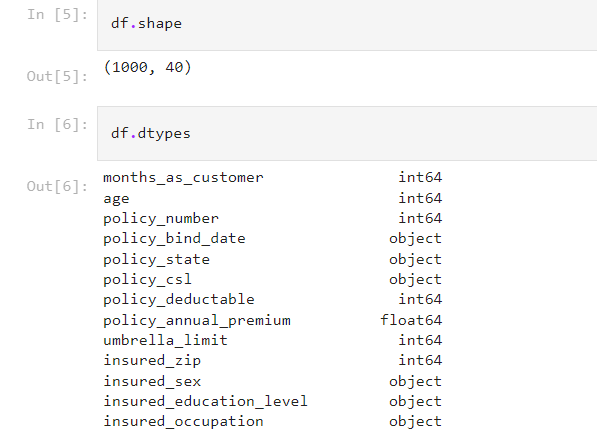 In [5]: df.shape
Out[5]: (1000, 40)
In [6]: df.dtypes
Out[6]:
months_as_customer int64
age int64
policy_number int64
policy_bind_date object
policy_state object
policy_csl object
policy_deductable int64
policy_annual_premium float64
umbrella_limit int64
insured_zip int64
insured_sex object
insured_education_level object
insured_occupation object